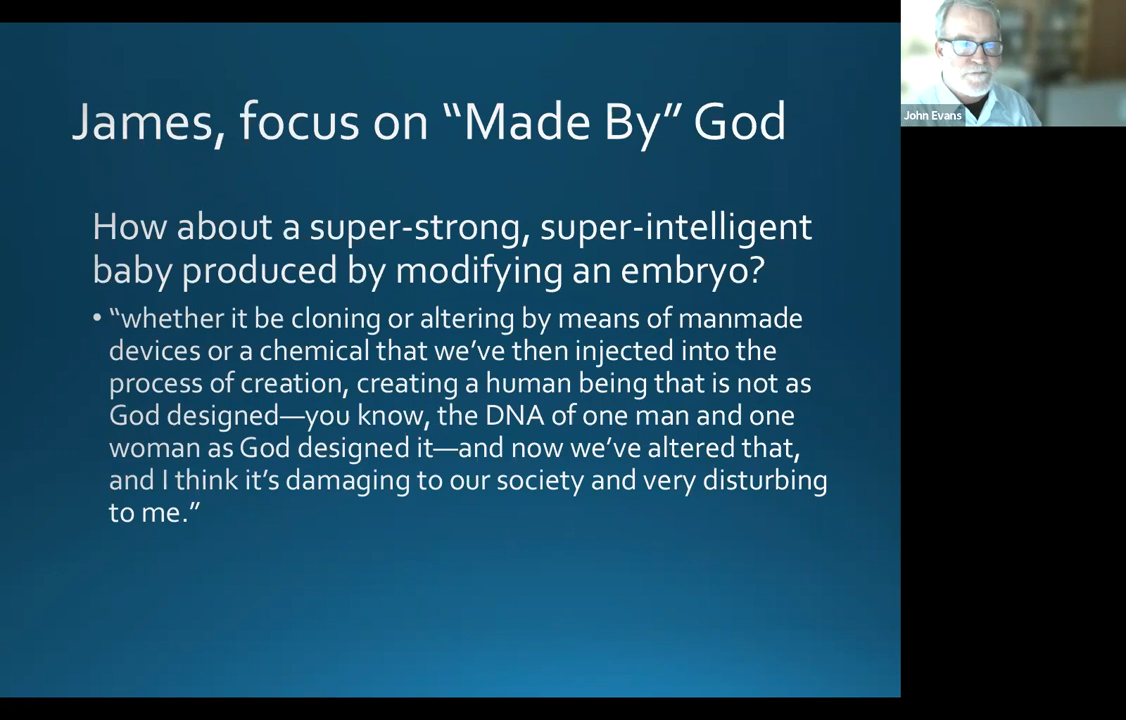 James, focus on “Made By” God
How about a super-strong, super-intelligent
baby produced by modifying an embryo?
• “whether it be cloning or altering by means of manmade
devices or a chemical that we’ve then injected into the
process of creation, creating a human being that is not as
God designed—you know, the DNA of one man and one
woman as God designed it—and now we’ve altered that,
and I think it’s damaging to our society and very disturbing
to me.”
John Evans